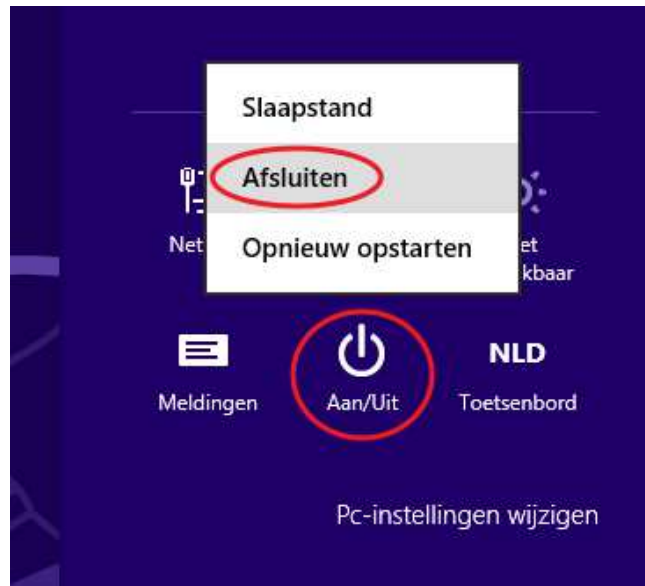 Slaapstand
Afsluiten
Opnieuw opstarten
Meldingen
Aan/Uit
NLD
Toetsenbord
Pc-instellingen wijzigen